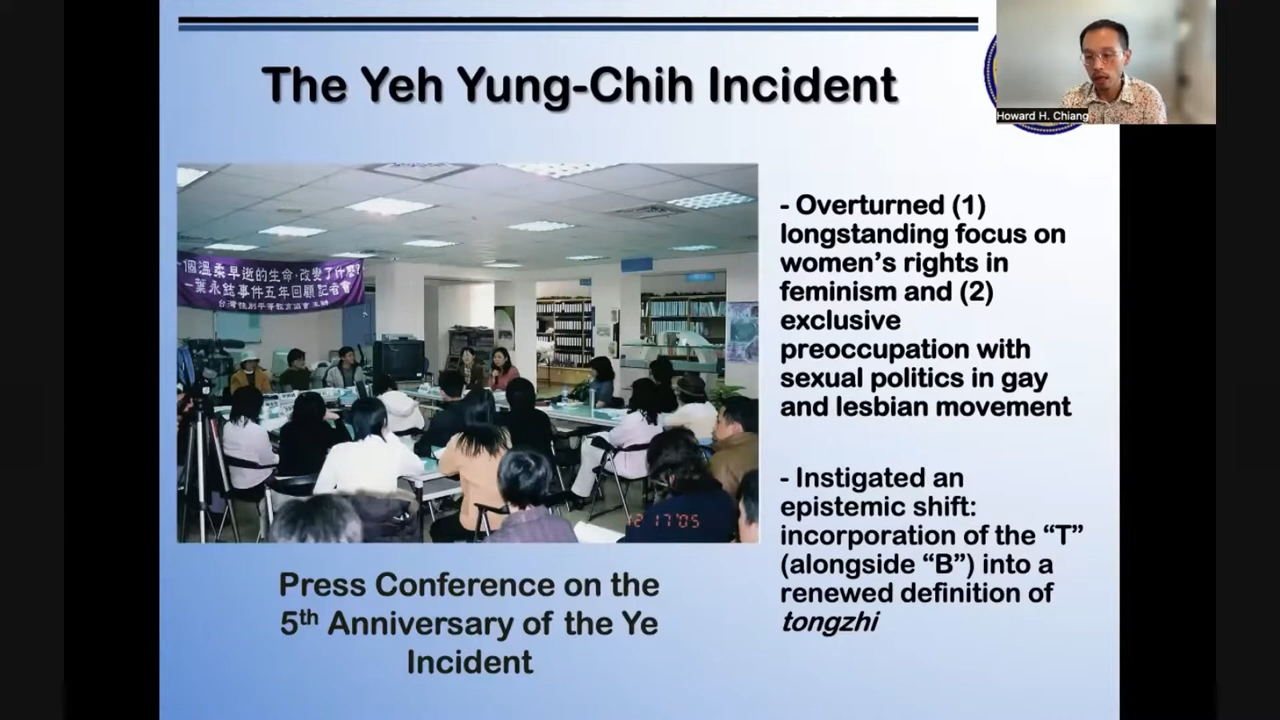 The Yeh Yung-Chih Incident
Howard H. Chiang
一個溫柔早逝的生命·改變了什麼?
—葉永鋕事件五年回顧記者會
台灣性別平等教育協會 主辦
12 17'05
- Overturned (1)
longstanding focus on
women's rights in
feminism and (2)
exclusive
preoccupation with
sexual politics in gay
and lesbian movement
- Instigated an
epistemic shift:
incorporation of the “T”
(alongside “B”) into a
renewed definition of
tongzhi
Press Conference on the
5th Anniversary of the Ye
Incident